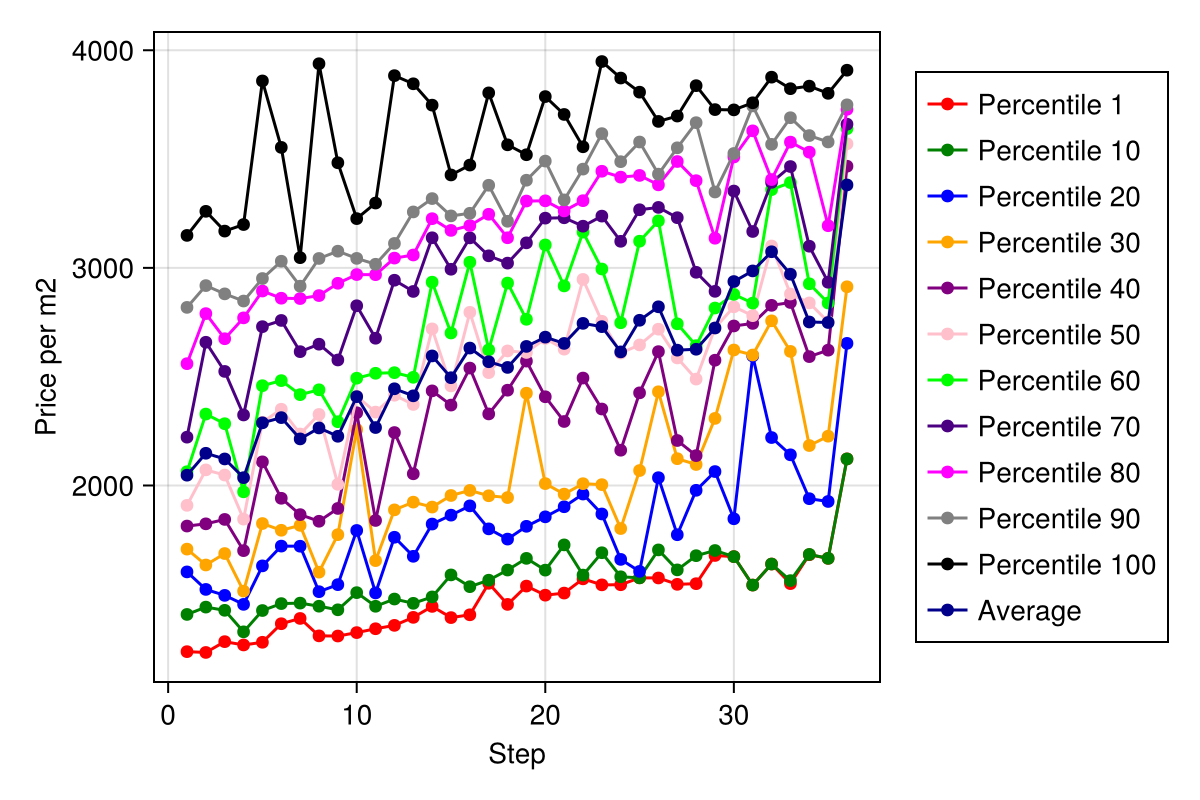 4000
3000
2000
Price per m2
0 10 20 30
Step
Percentile 1
Percentile 10
Percentile 20
Percentile 30
Percentile 40
Percentile 50
Percentile 60
Percentile 70
Percentile 80
Percentile 90
Percentile 100
Average